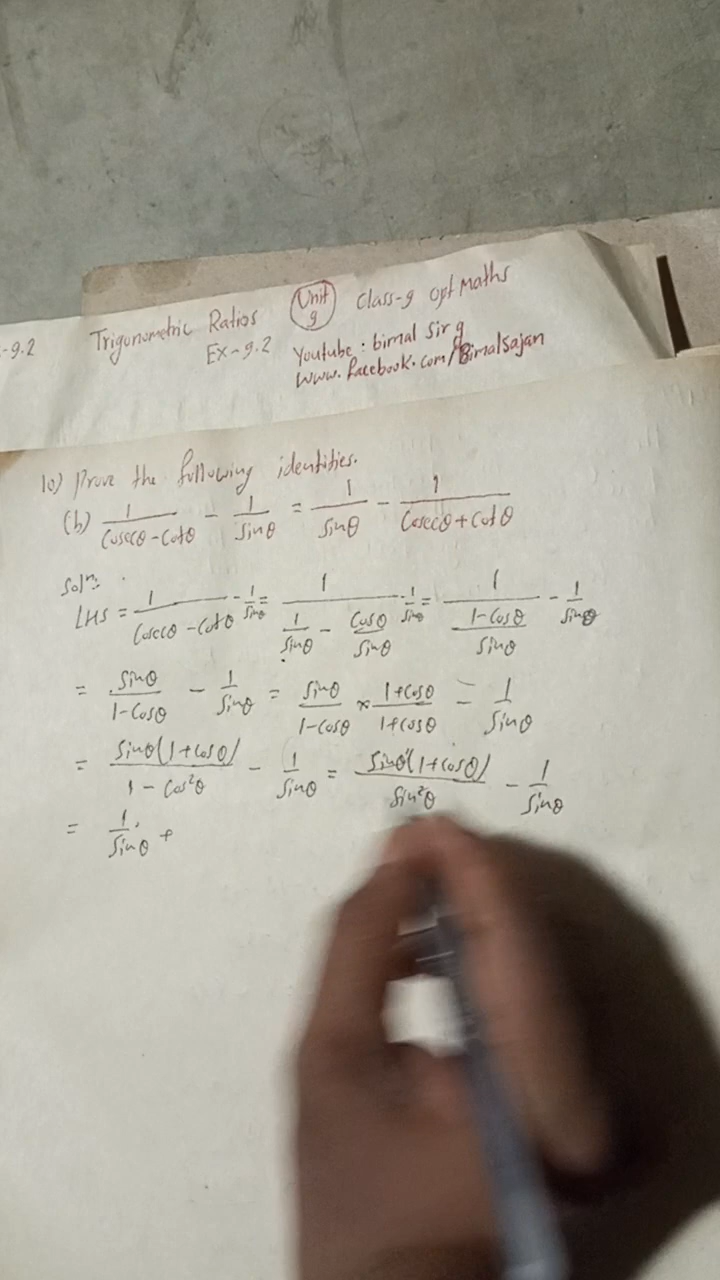 -9.2 Trigonometric Ratios Unit 9 Class-9 Opt Maths
Ex-9.2 Youtube : bimal Sir g
www.facebook.com/Bimalsajan
10) Prove the following identities.
(h) 1/(Cosecθ - Cotθ) - 1/Sinθ = 1/Sinθ - 1/(Cosecθ + Cotθ)
Soln:
LHS = 1/(Cosecθ - Cotθ) - 1/Sinθ = 1/(1/Sinθ - Cosθ/Sinθ) - 1/Sinθ = 1/((1-Cosθ)/Sinθ) - 1/Sinθ
= Sinθ/(1-Cosθ) - 1/Sinθ = Sinθ/(1-Cosθ) × (1+Cosθ)/(1+Cosθ) - 1/Sinθ
= Sinθ(1+Cosθ)/(1-Cos²θ) - 1/Sinθ = Sinθ(1+Cosθ)/Sin²θ - 1/Sinθ
= 1/Sinθ +